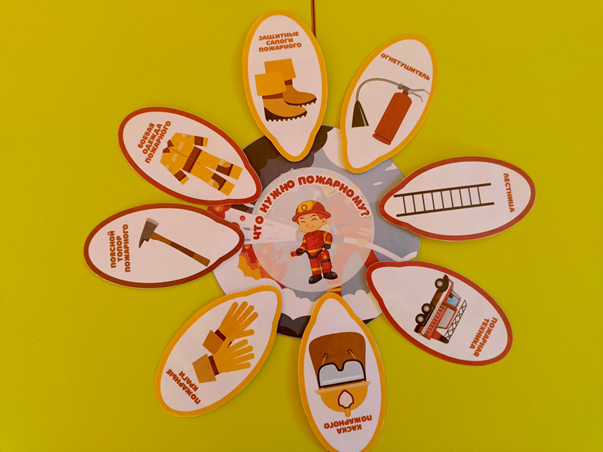 ЧТО НУЖНО ПОЖАРНОМУ?
ЗАЩИТНЫЕ
САПОГИ
ПОЖАРНОГО
ОГНЕТУШИТЕЛЬ
ЛЕСТНИЦА
ПОЖАРНАЯ
ТЕХНИКА
КАСКА
ПОЖАРНОГО
ПОЖАРНЫЕ
КРАГИ
ПОЯСНОЙ
ТОПОР
ПОЖАРНОГО
БОЕВАЯ
ОДЕЖДА
ПОЖАРНОГО